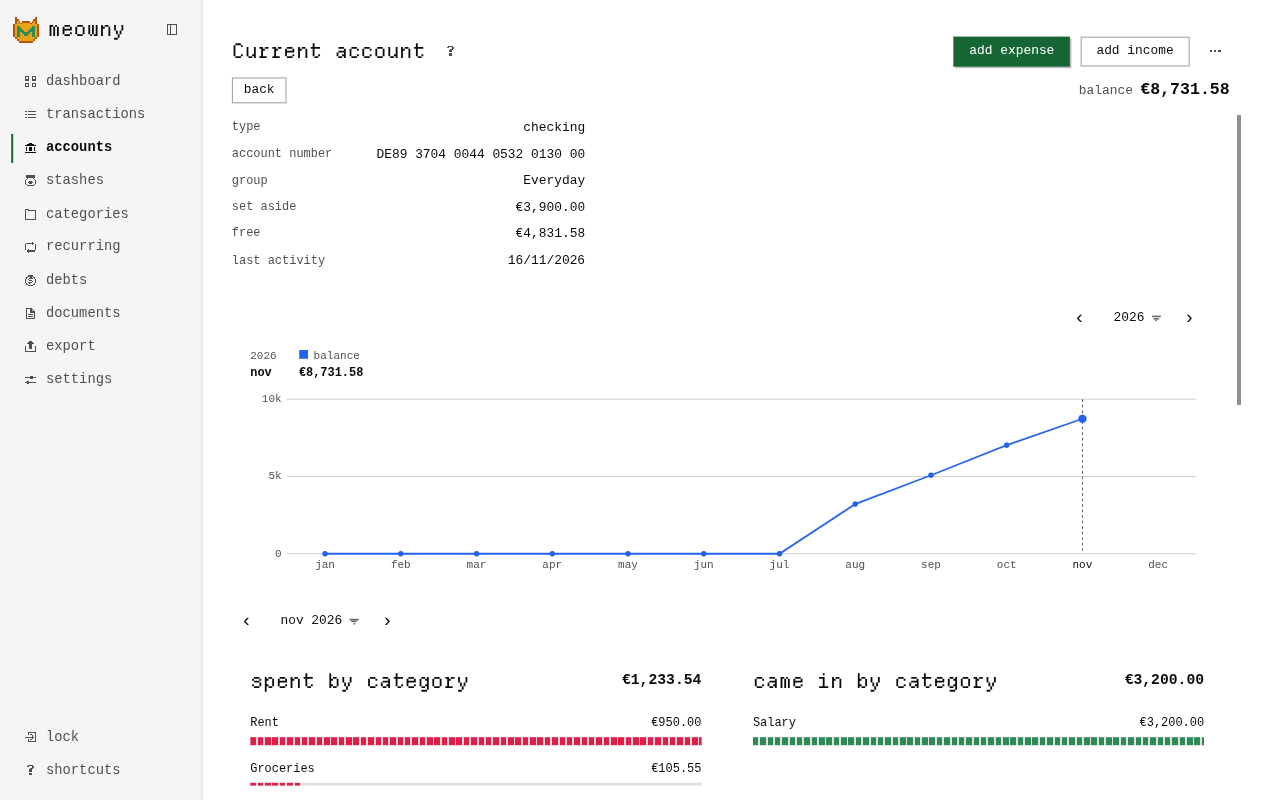 meowny
dashboard
transactions
accounts
stashes
categories
recurring
debts
documents
export
settings
lock
? shortcuts
Current account ?
add expense
add income
...
back
balance €8,731.58
type checking
account number DE89 3704 0044 0532 0130 00
group Everyday
set aside €3,900.00
free €4,831.58
last activity 16/11/2026
‹ 2026 ›
2026 balance
nov €8,731.58
10k
5k
0
jan feb mar apr may jun jul aug sep oct nov dec
‹ nov 2026 ›
spent by category €1,233.54
Rent €950.00
Groceries €105.55
came in by category €3,200.00
Salary €3,200.00